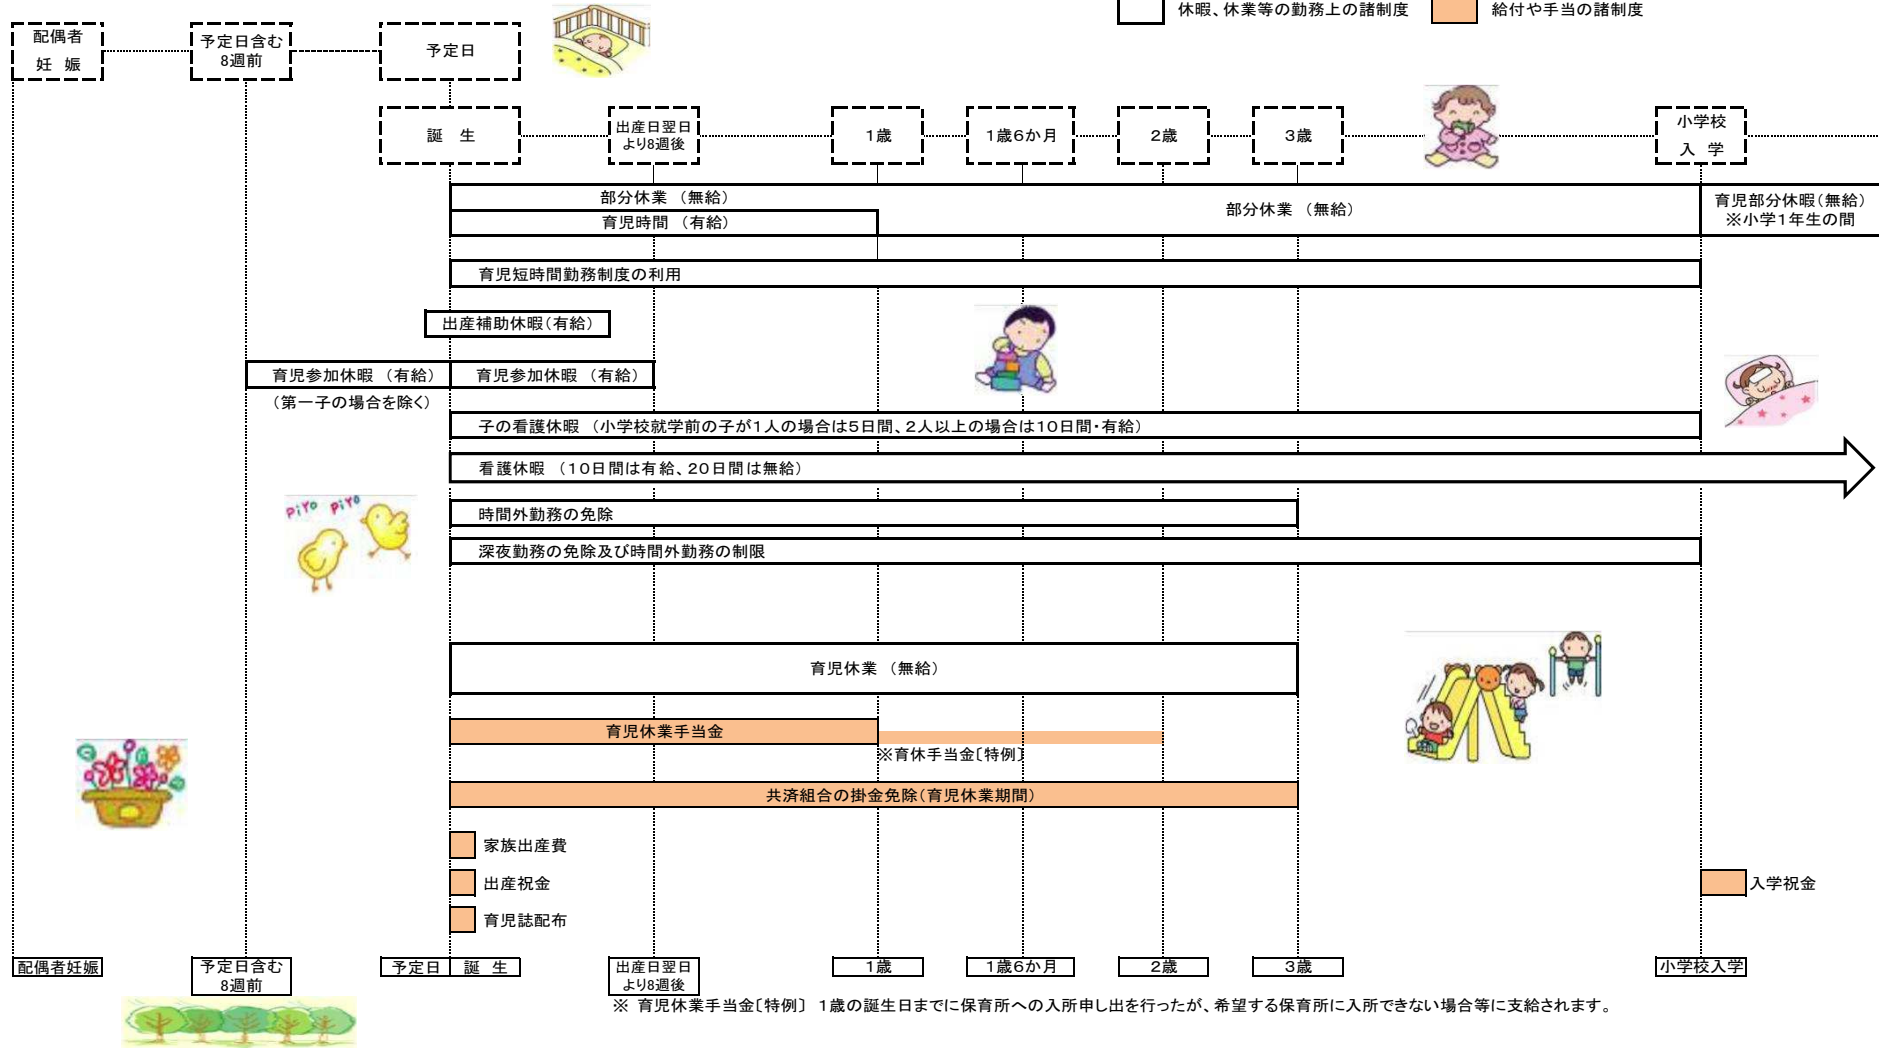 休暇、休業等の勤務上の諸制度
給付や手当の諸制度
配偶者
妊 娠
予定日含む
8週前
予定日
誕 生
出産日翌日
より8週後
1歳
1歳6か月
2歳
3歳
小学校
入 学
部分休業 (無給)
育児時間 (有給)
部分休業 (無給)
育児部分休暇(無給)
※小学1年生の間
育児短時間勤務制度の利用
出産補助休暇(有給)
育児参加休暇 (有給)
育児参加休暇 (有給)
(第一子の場合を除く)
子の看護休暇 (小学校就学前の子が1人の場合は5日間、2人以上の場合は10日間・有給)
看護休暇 (10日間は有給、20日間は無給)
piyo piyo
時間外勤務の免除
深夜勤務の免除及び時間外勤務の制限
育児休業 (無給)
育児休業手当金
※育休手当金〔特例〕
共済組合の掛金免除(育児休業期間)
家族出産費
出産祝金
入学祝金
育児誌配布
配偶者妊娠
予定日含む
8週前
予定日
誕 生
出産日翌日
より8週後
1歳
1歳6か月
2歳
3歳
小学校入学
※ 育児休業手当金〔特例〕 1歳の誕生日までに保育所への入所申し出を行ったが、希望する保育所に入所できない場合等に支給されます。